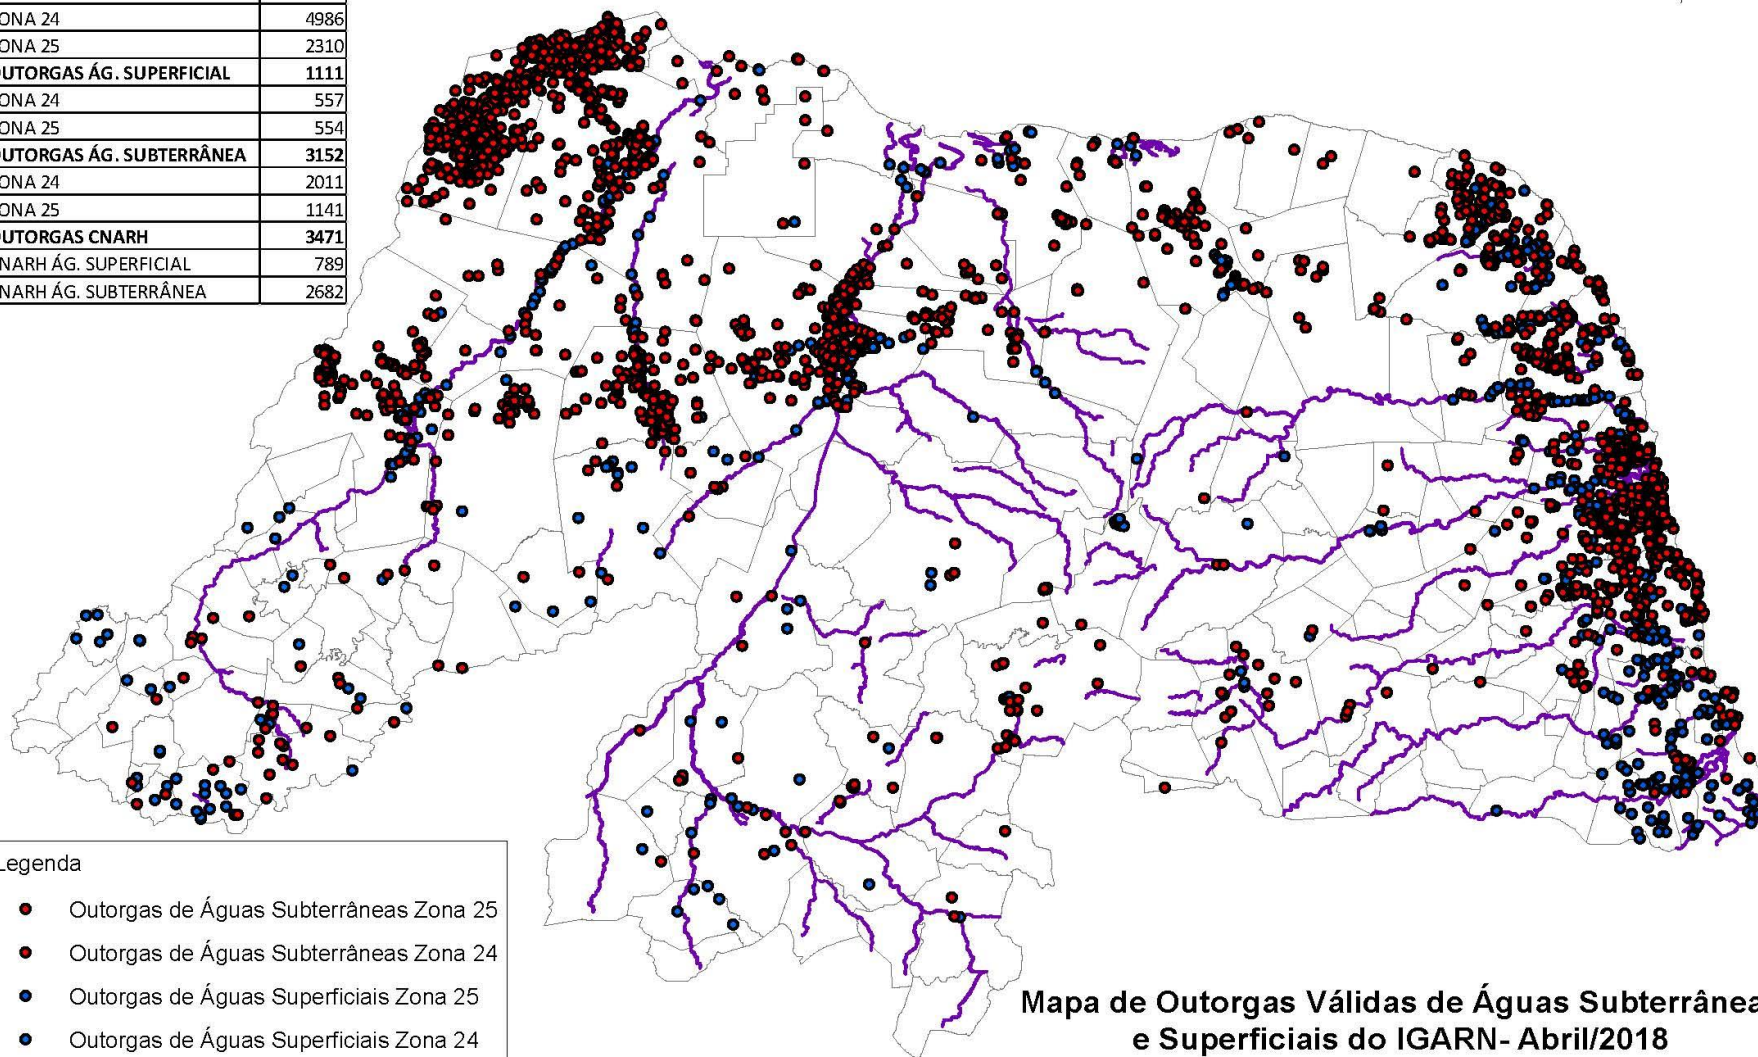 ONA 24 4986
ONA 25 2310
UTORGAS ÁG. SUPERFICIAL 1111
ONA 24 557
ONA 25 554
UTORGAS ÁG. SUBTERRÂNEA 3152
ONA 24 2011
ONA 25 1141
UTORGAS CNARH 3471
NARH ÁG. SUPERFICIAL 789
NARH ÁG. SUBTERRÂNEA 2682
Legenda
Outorgas de Águas Subterrâneas Zona 25
Outorgas de Águas Subterrâneas Zona 24
Outorgas de Águas Superficiais Zona 25
Outorgas de Águas Superficiais Zona 24
Mapa de Outorgas Válidas de Águas Subterrânea
e Superficiais do IGARN- Abril/2018